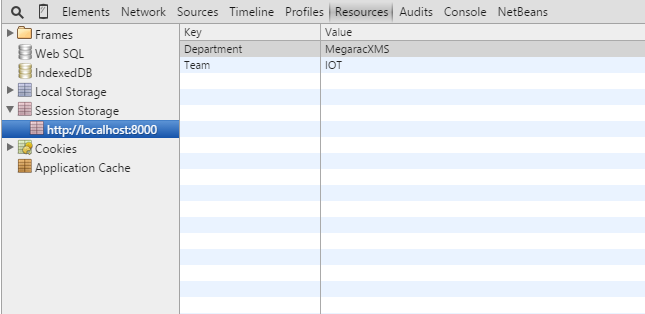 Elements Network Sources Timeline Profiles Resources Audits Console NetBeans
Frames
Web SQL
IndexedDB
Local Storage
Session Storage
http://localhost:8000
Cookies
Application Cache
Key Value
Department MegaracXMS
Team IOT